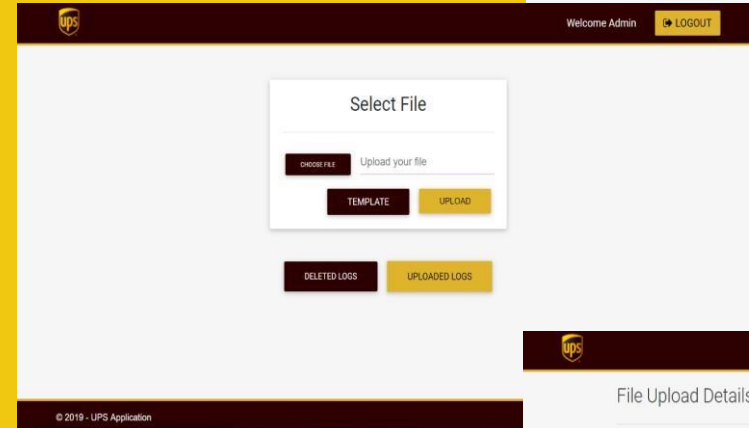 ups
Welcome Admin
LOGOUT
Select File
CHOOSE FILE
Upload your file
TEMPLATE
UPLOAD
DELETED LOGS
UPLOADED LOGS
© 2019 - UPS Application
ups
File Upload Details